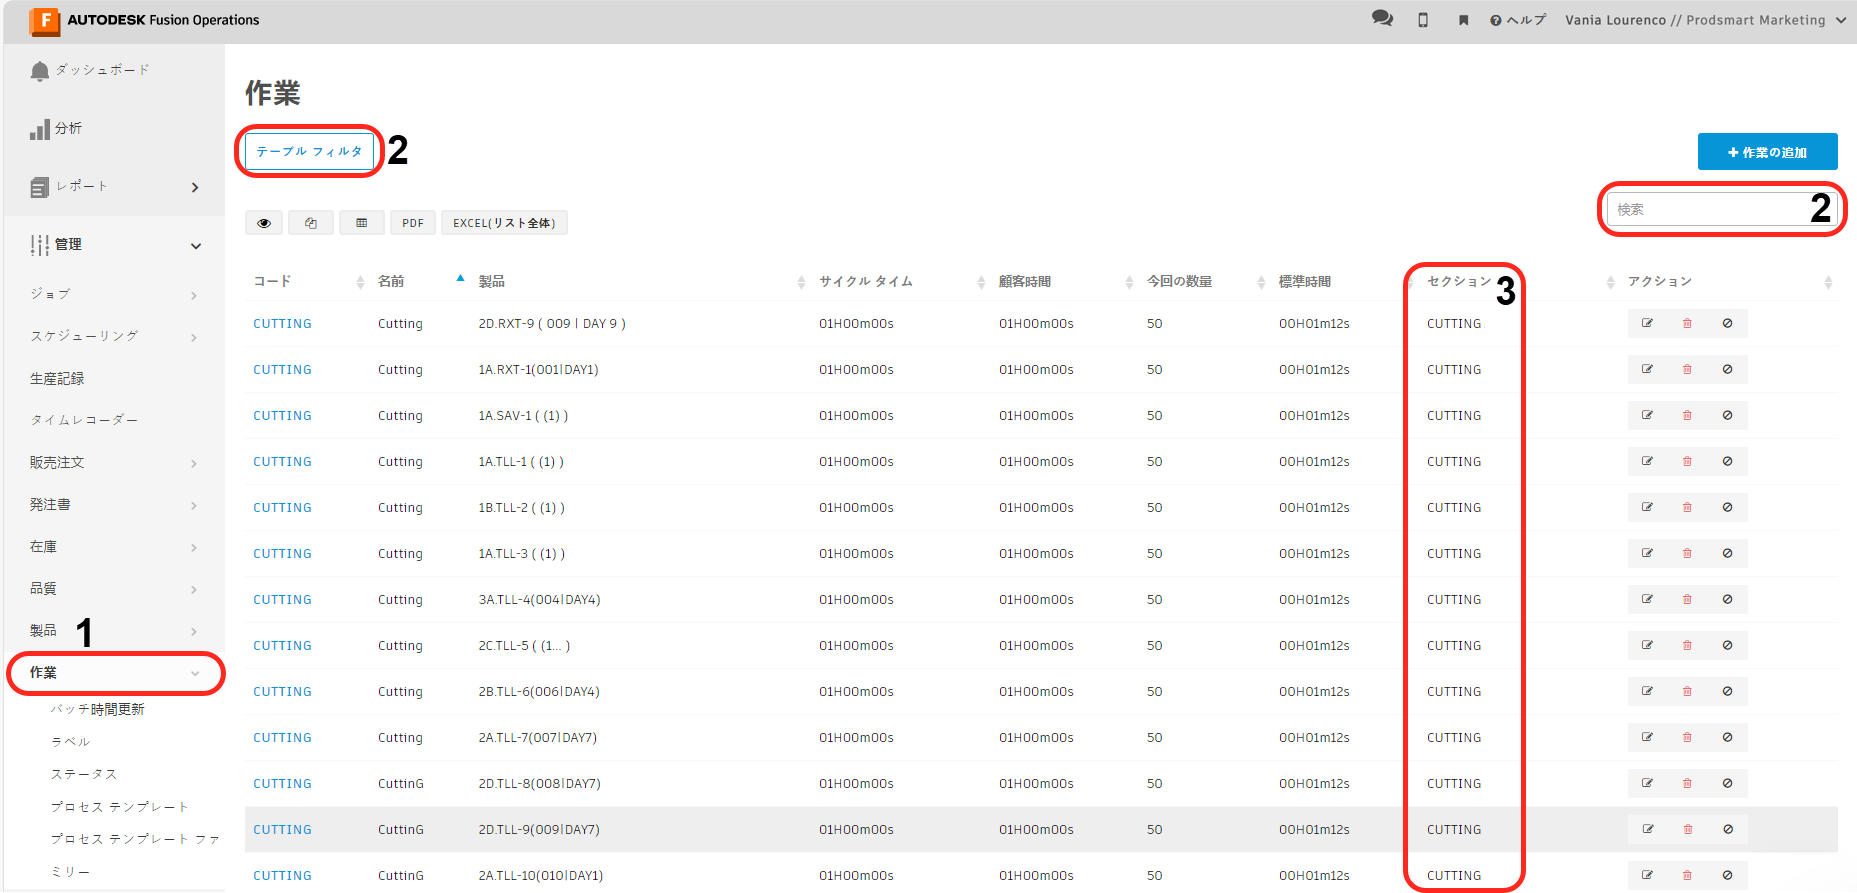 AUTODESK Fusion Operations
ヘルプ
Vania Lourenco // Prodsmart Marketing
ダッシュボード
分析
レポート
管理
ジョブ
スケジューリング
生産記録
タイムレコーダー
販売注文
発注書
在庫
品質
製品
1
作業
バッチ時間更新
ラベル
ステータス
プロセス テンプレート
プロセス テンプレート ファ
ミリー
作業
テーブル フィルタ
2
+ 作業の追加
検索
2
PDF
EXCEL(リスト全体)
コード 名前 製品 サイクル タイム 顧客時間 今回の数量 標準時間 セクション 3 アクション
CUTTING Cutting 2D.RXT-9 ( 009 | DAY 9 ) 01H00m00s 01H00m00s 50 00H01m12s CUTTING
CUTTING Cutting 1A.RXT-1(001|DAY1) 01H00m00s 01H00m00s 50 00H01m12s CUTTING
CUTTING Cutting 1A.SAV-1 ( (1) ) 01H00m00s 01H00m00s 50 00H01m12s CUTTING
CUTTING Cutting 1A.TLL-1 ( (1) ) 01H00m00s 01H00m00s 50 00H01m12s CUTTING
CUTTING Cutting 1B.TLL-2 ( (1) ) 01H00m00s 01H00m00s 50 00H01m12s CUTTING
CUTTING Cutting 1A.TLL-3 ( (1) ) 01H00m00s 01H00m00s 50 00H01m12s CUTTING
CUTTING Cutting 3A.TLL-4(004|DAY4) 01H00m00s 01H00m00s 50 00H01m12s CUTTING
CUTTING Cutting 2C.TLL-5 ( (1... ) 01H00m00s 01H00m00s 50 00H01m12s CUTTING
CUTTING Cutting 2B.TLL-6(006|DAY4) 01H00m00s 01H00m00s 50 00H01m12s CUTTING
CUTTING Cutting 2A.TLL-7(007|DAY7) 01H00m00s 01H00m00s 50 00H01m12s CUTTING
CUTTING CuttinG 2D.TLL-8(008|DAY7) 01H00m00s 01H00m00s 50 00H01m12s CUTTING
CUTTING CuttinG 2D.TLL-9(009|DAY7) 01H00m00s 01H00m00s 50 00H01m12s CUTTING
CUTTING CuttinG 2A.TLL-10(010|DAY1) 01H00m00s 01H00m00s 50 00H01m12s CUTTING